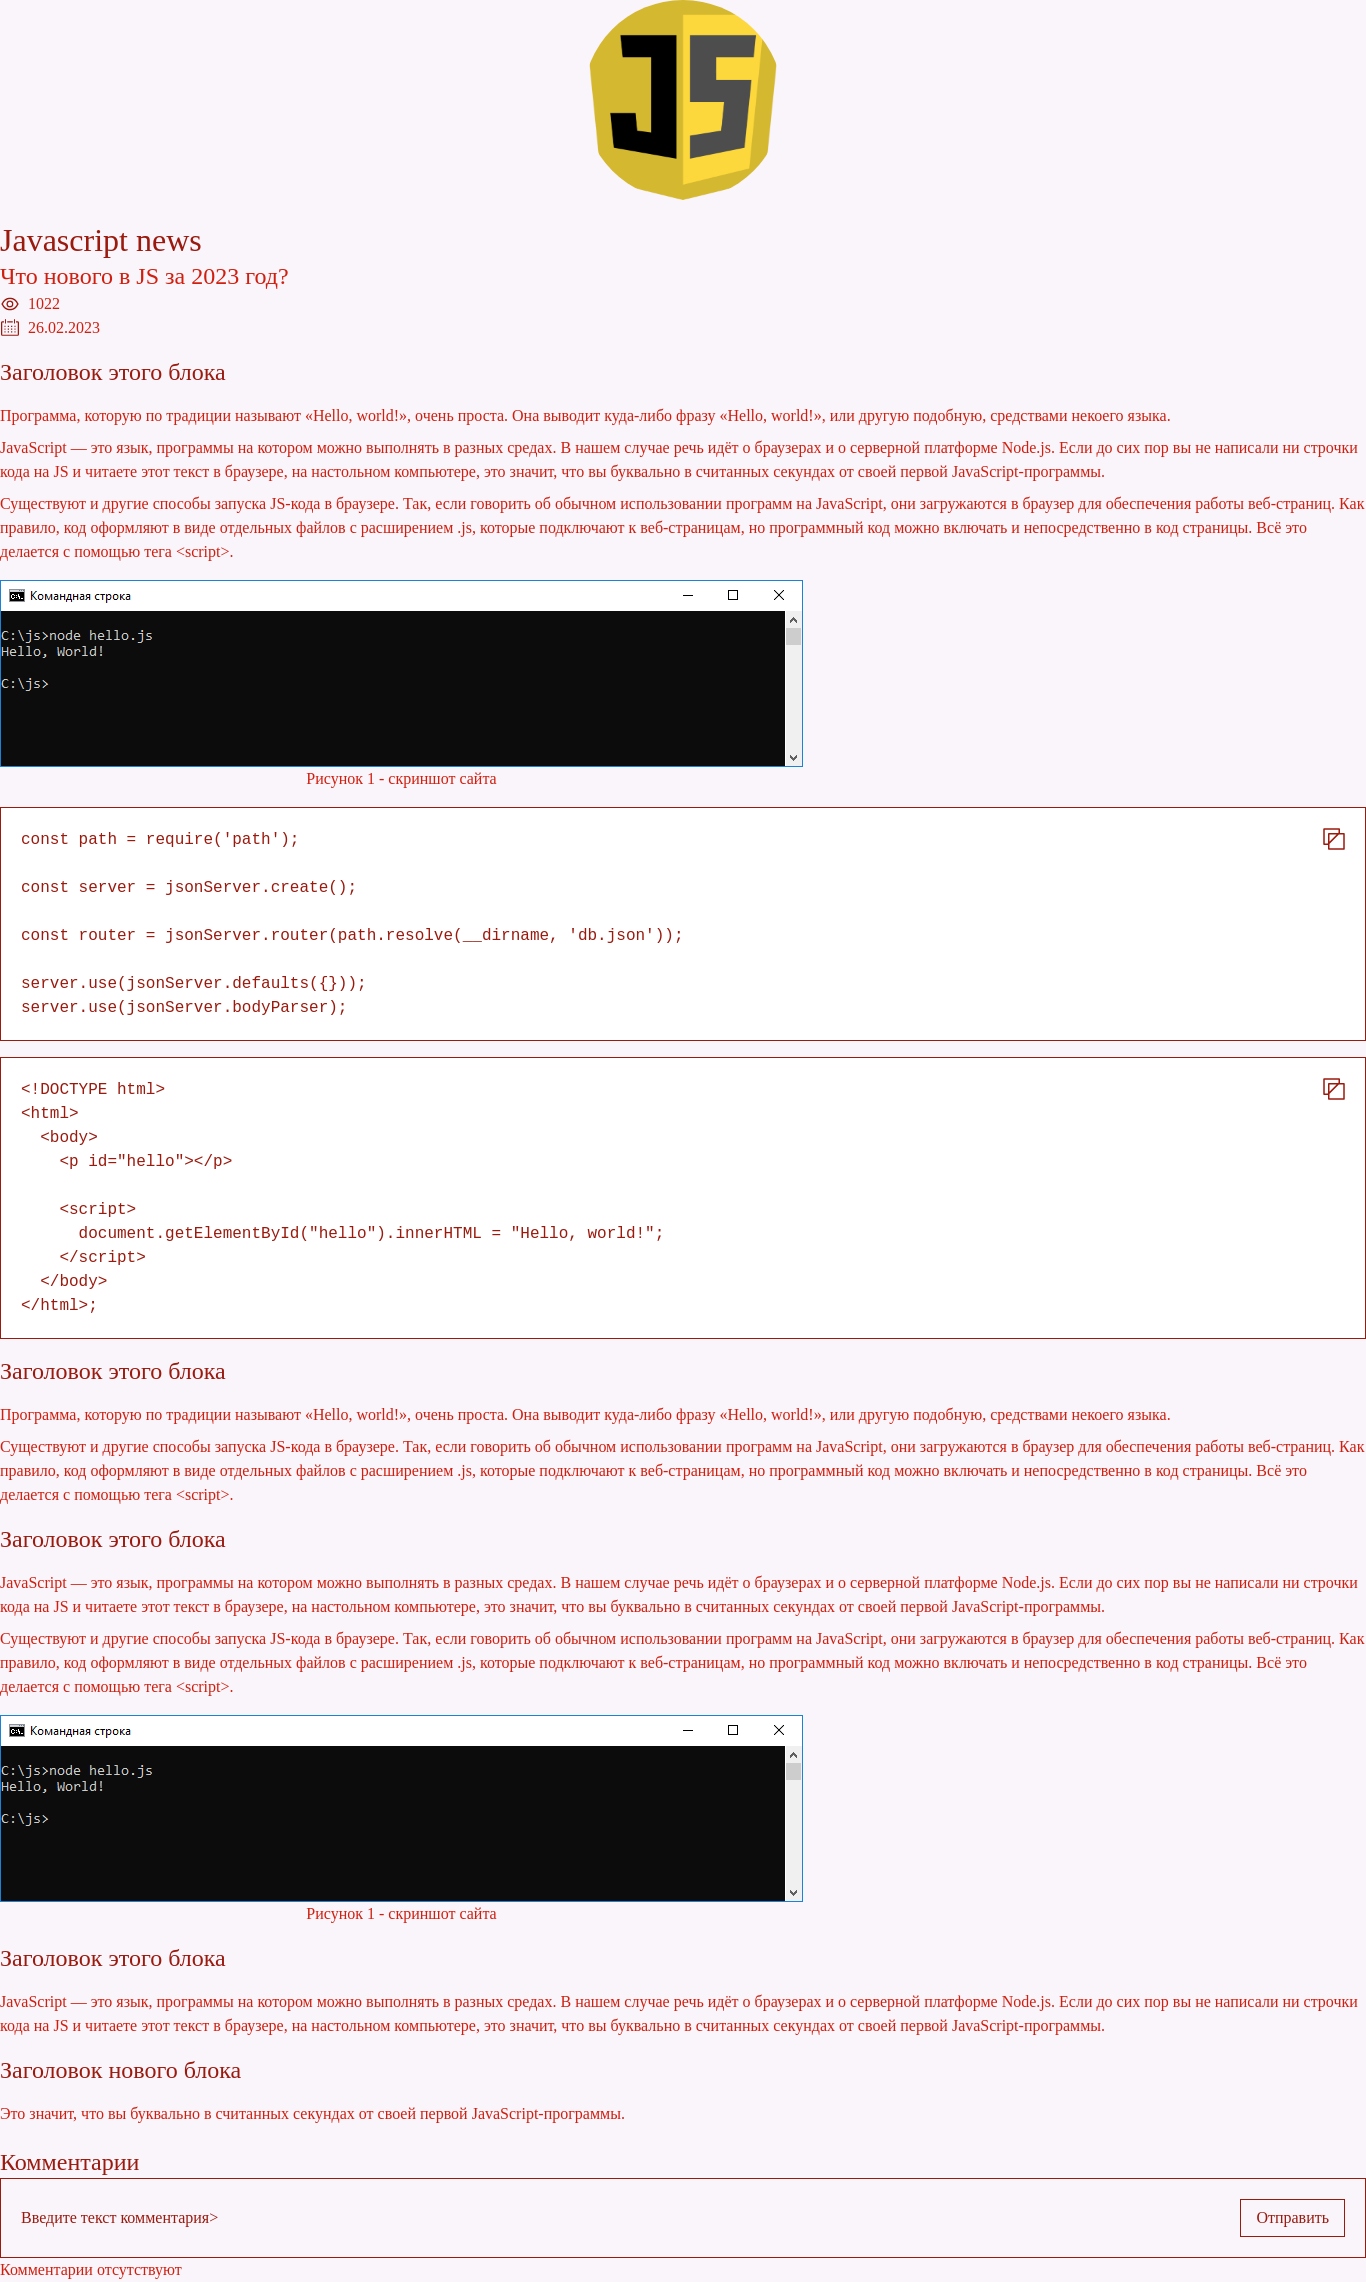 JS
Javascript news
Что нового в JS за 2023 год?
1022
26.02.2023
Заголовок этого блока
Программа, которую по традиции называют «Hello, world!», очень проста. Она выводит куда-либо фразу «Hello, world!», или другую подобную, средствами некоего языка.
JavaScript — это язык, программы на котором можно выполнять в разных средах. В нашем случае речь идёт о браузерах и о серверной платформе Node.js. Если до сих пор вы не написали ни строчки
кода на JS и читаете этот текст в браузере, на настольном компьютере, это значит, что вы буквально в считанных секундах от своей первой JavaScript-программы.
Существуют и другие способы запуска JS-кода в браузере. Так, если говорить об обычном использовании программ на JavaScript, они загружаются в браузер для обеспечения работы веб-страниц. Как
правило, код оформляют в виде отдельных файлов с расширением .js, которые подключают к веб-страницам, но программный код можно включать и непосредственно в код страницы. Всё это
делается с помощью тега <script>.
Командная строка
C:\js>node hello.js
Hello, World!
C:\js>
Рисунок 1 - скриншот сайта
const path = require('path');
const server = jsonServer.create();
const router = jsonServer.router(path.resolve(__dirname, 'db.json'));
server.use(jsonServer.defaults({}));
server.use(jsonServer.bodyParser);
<!DOCTYPE html>
<html>
  <body>
    <p id="hello"></p>
    <script>
      document.getElementById("hello").innerHTML = "Hello, world!";
    </script>
  </body>
</html>;
Заголовок этого блока
Программа, которую по традиции называют «Hello, world!», очень проста. Она выводит куда-либо фразу «Hello, world!», или другую подобную, средствами некоего языка.
Существуют и другие способы запуска JS-кода в браузере. Так, если говорить об обычном использовании программ на JavaScript, они загружаются в браузер для обеспечения работы веб-страниц. Как
правило, код оформляют в виде отдельных файлов с расширением .js, которые подключают к веб-страницам, но программный код можно включать и непосредственно в код страницы. Всё это
делается с помощью тега <script>.
Заголовок этого блока
JavaScript — это язык, программы на котором можно выполнять в разных средах. В нашем случае речь идёт о браузерах и о серверной платформе Node.js. Если до сих пор вы не написали ни строчки
кода на JS и читаете этот текст в браузере, на настольном компьютере, это значит, что вы буквально в считанных секундах от своей первой JavaScript-программы.
Существуют и другие способы запуска JS-кода в браузере. Так, если говорить об обычном использовании программ на JavaScript, они загружаются в браузер для обеспечения работы веб-страниц. Как
правило, код оформляют в виде отдельных файлов с расширением .js, которые подключают к веб-страницам, но программный код можно включать и непосредственно в код страницы. Всё это
делается с помощью тега <script>.
Командная строка
C:\js>node hello.js
Hello, World!
C:\js>
Рисунок 1 - скриншот сайта
Заголовок этого блока
JavaScript — это язык, программы на котором можно выполнять в разных средах. В нашем случае речь идёт о браузерах и о серверной платформе Node.js. Если до сих пор вы не написали ни строчки
кода на JS и читаете этот текст в браузере, на настольном компьютере, это значит, что вы буквально в считанных секундах от своей первой JavaScript-программы.
Заголовок нового блока
Это значит, что вы буквально в считанных секундах от своей первой JavaScript-программы.
Комментарии
Введите текст комментария>
Отправить
Комментарии отсутствуют